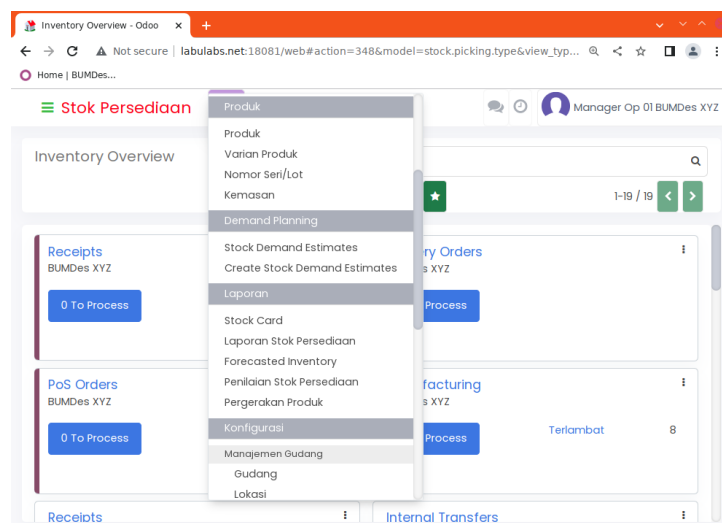 Inventory Overview - Odoo
Not secure | labulabs.net:18081/web#action=348&model=stock.picking.type&view_typ...
Home | BUMDes...
Stok Persediaan
Manager Op 01 BUMDes XYZ
Inventory Overview
1-19 / 19
Produk
Produk
Varian Produk
Nomor Seri/Lot
Kemasan
Demand Planning
Stock Demand Estimates
Create Stock Demand Estimates
Laporan
Stock Card
Laporan Stok Persediaan
Forecasted Inventory
Penilaian Stok Persediaan
Pergerakan Produk
Konfigurasi
Manajemen Gudang
Gudang
Lokasi
Receipts
BUMDes XYZ
0 To Process
ry Orders
s XYZ
Process
PoS Orders
BUMDes XYZ
0 To Process
facturing
s XYZ
Process
Terlambat 8
Receipts
Internal Transfers